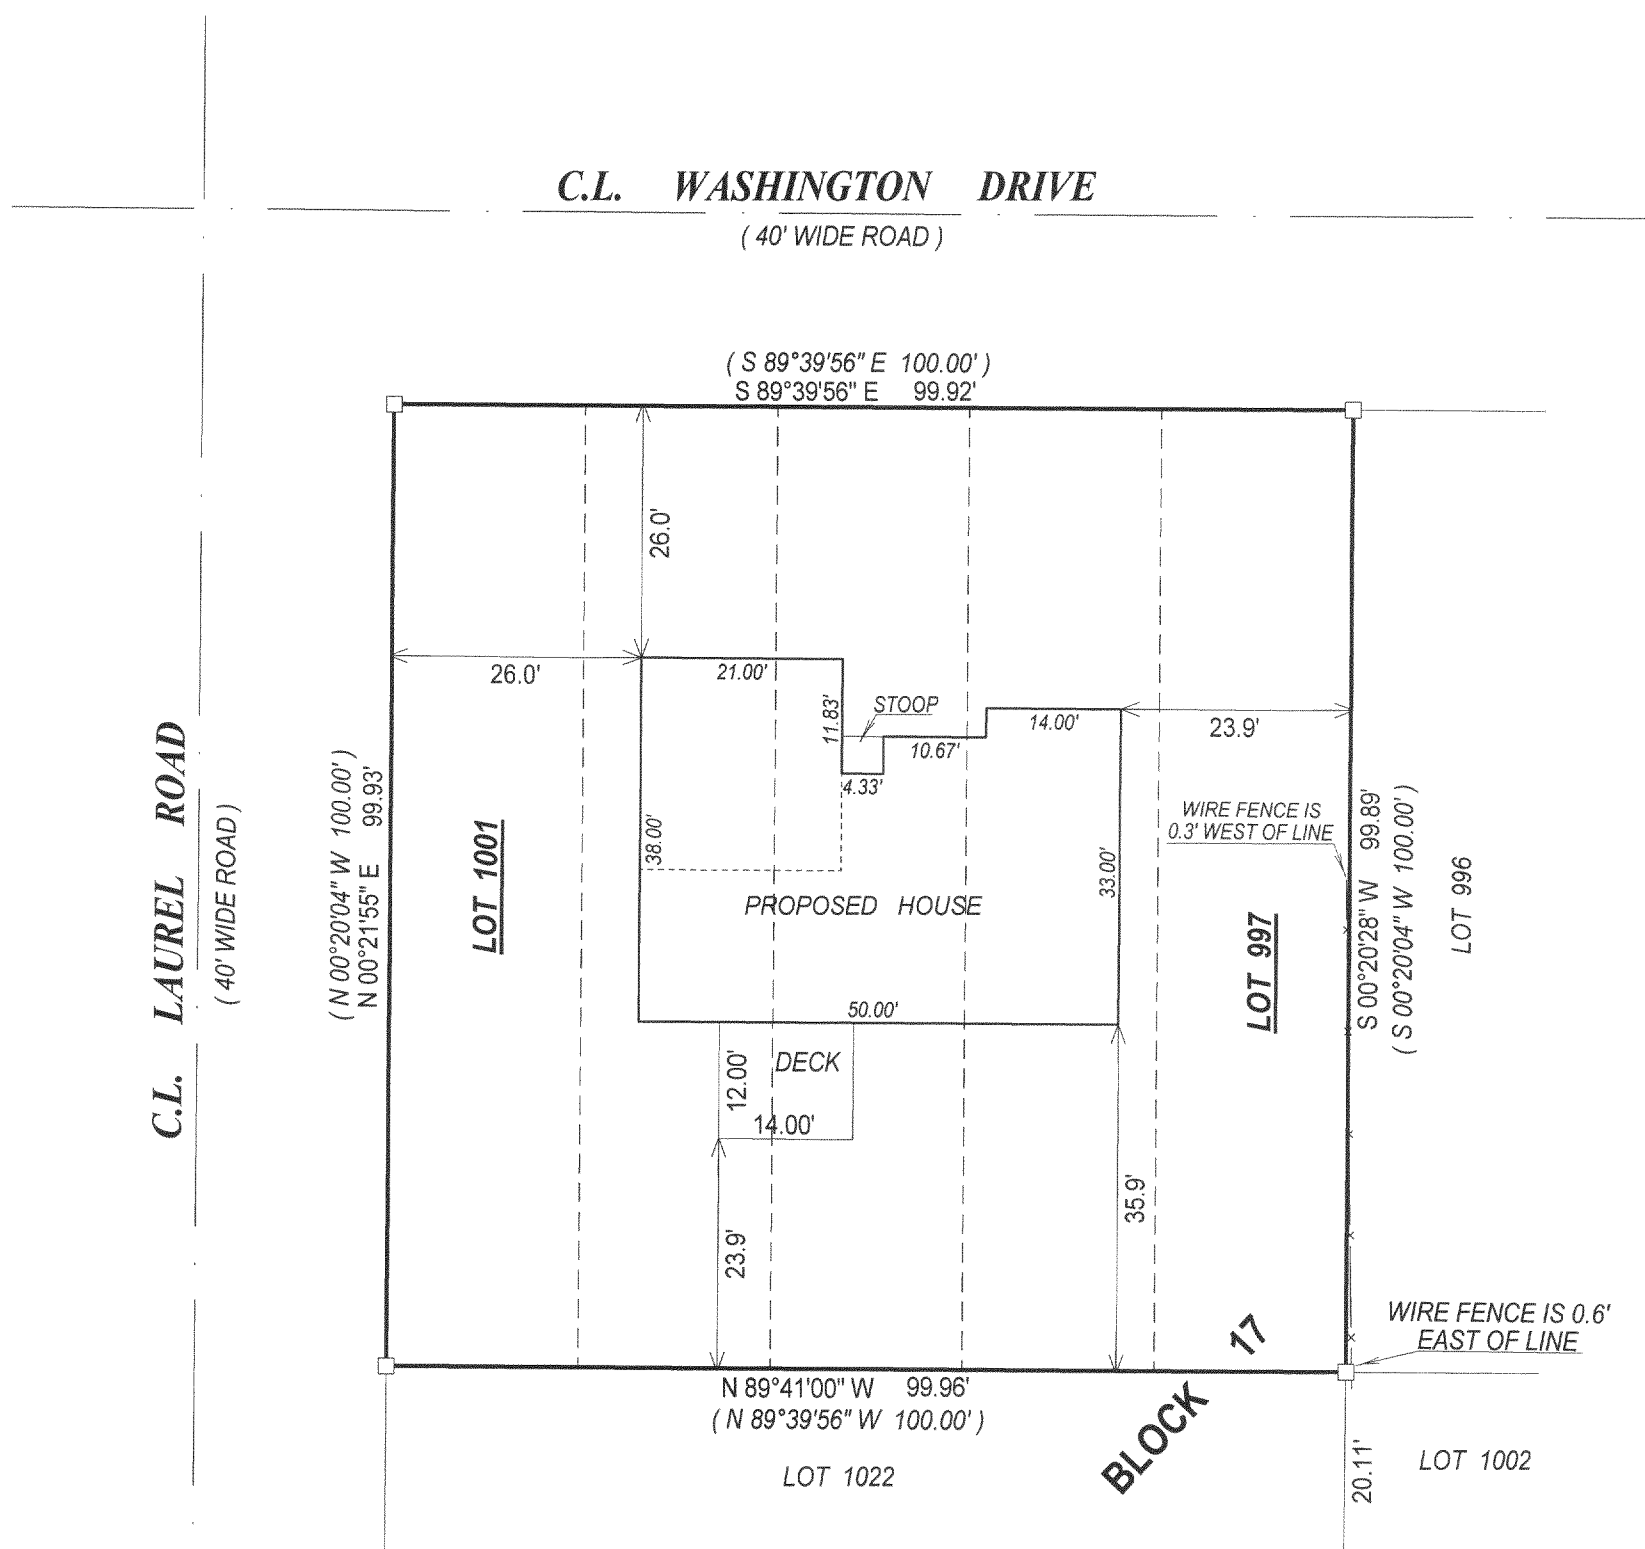 C.L. WASHINGTON DRIVE
( 40' WIDE ROAD )
( S 89°39'56" E 100.00' )
S 89°39'56" E 99.92'
26.0'
26.0'
21.00'
11.83'
STOOP
14.00'
10.67'
4.33'
23.9'
C.L. LAUREL ROAD
( 40' WIDE ROAD )
( N 00°20'04" W 100.00' )
N 00°21'55" E 99.93'
LOT 1001
38.00'
PROPOSED HOUSE
33.00'
WIRE FENCE IS
0.3' WEST OF LINE
LOT 997
S 00°20'28" W 99.89'
( S 00°20'04" W 100.00' )
LOT 996
50.00'
DECK
12.00'
14.00'
23.9'
35.9'
WIRE FENCE IS 0.6'
EAST OF LINE
BLOCK 17
N 89°41'00" W 99.96'
( N 89°39'56" W 100.00' )
LOT 1022
20.11'
LOT 1002